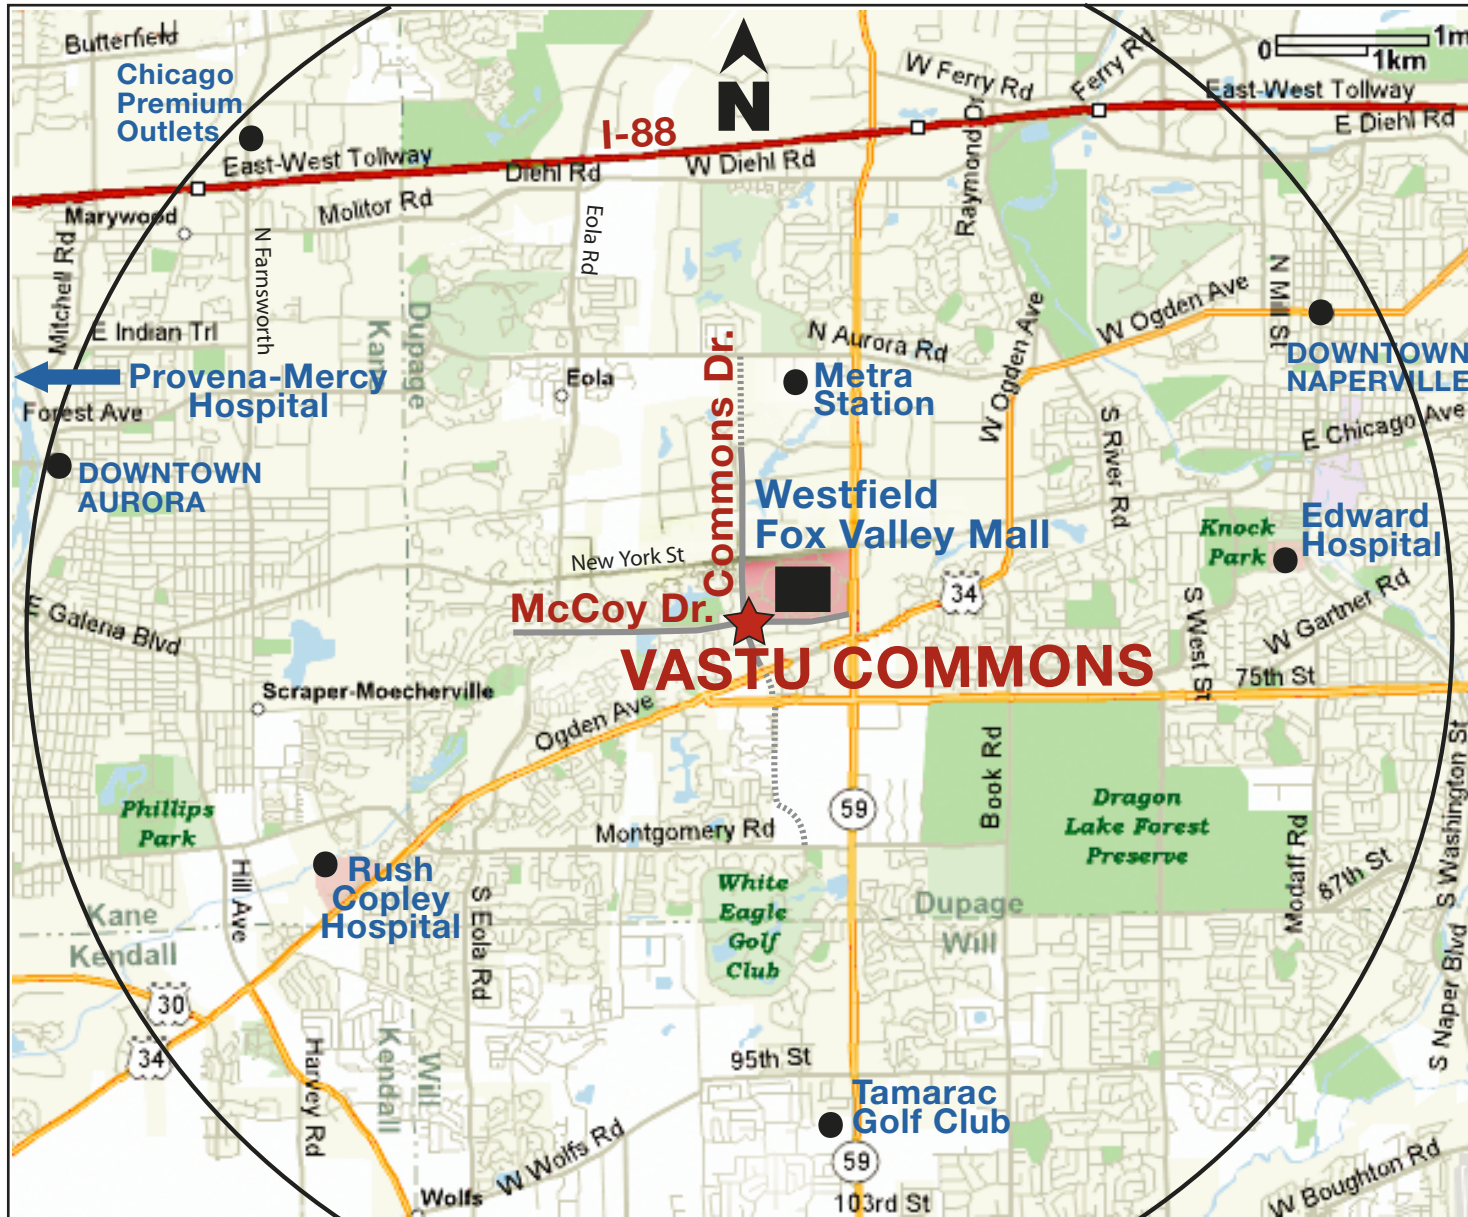 Butterfield
Chicago
Premium
Outlets
N
I-88
W Ferry Rd
Ferry Rd
0
1m
1km
East-West Tollway
E Diehl Rd
East-West Tollway
Diehl Rd
W Diehl Rd
Raymond Dr
Molitor Rd
Marywood
Mitchell Rd
N Farnsworth
Eola Rd
E Indian Trl
Kane
Dupage
N Aurora Rd
W Ogden Ave
W Ogden Ave
N Mill St
DOWNTOWN
NAPERVILLE
Provena-Mercy
Hospital
Forest Ave
Eola
Commons Dr.
Metra
Station
S River Rd
E Chicago Ave
DOWNTOWN
AURORA
Westfield
Fox Valley Mall
Knock
Park
Edward
Hospital
New York St
McCoy Dr.
34
E Galena Blvd
S West St
W Gartner Rd
VASTU COMMONS
75th St
Scraper-Moecherville
Ogden Ave
Book Rd
S Washington St
Phillips
Park
59
Montgomery Rd
Dragon
Lake Forest
Preserve
Modaff Rd
87th St
Hill Ave
Rush
Copley
Hospital
S Eola Rd
White
Eagle
Golf
Club
Dupage
Will
Kane
Kendall
30
34
Harvey Rd
Kendall
Will
95th St
S Naper Blvd
Tamarac
Golf Club
59
W Wolfs Rd
Wolfs
103rd St
W Boughton Rd